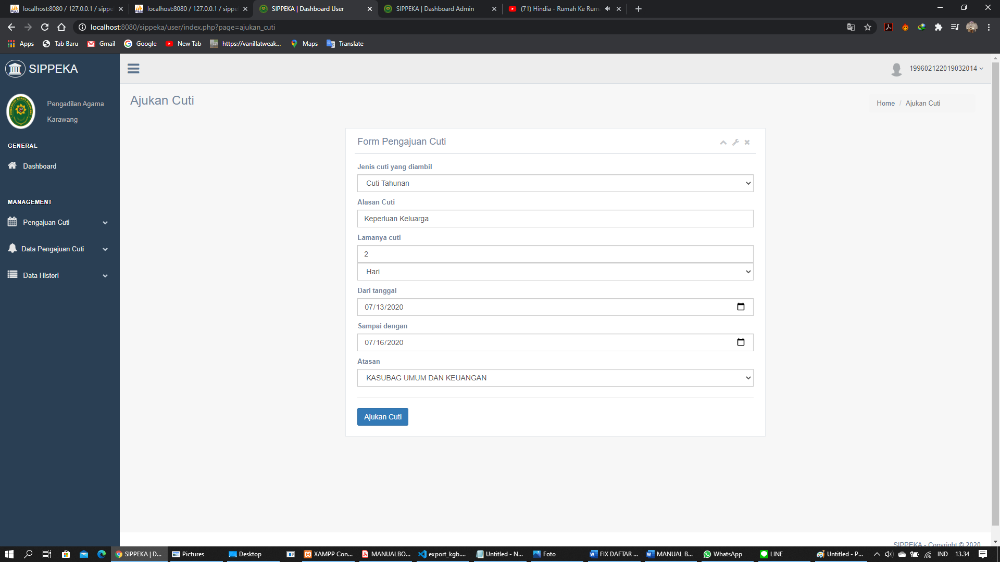 localhost:8080 / 127.0.0.1 / sippe
localhost:8080 / 127.0.0.1 / sippe
SIPPEKA | Dashboard User
SIPPEKA | Dashboard Admin
(71) Hindia - Rumah Ke Rum
localhost:8080/sippeka/user/index.php?page=ajukan_cuti
Apps
Tab Baru
Gmail
Google
New Tab
https://vanillatweak...
Maps
Translate
SIPPEKA
199602122019032014
Pengadilan Agama
Karawang
GENERAL
Dashboard
MANAGEMENT
Pengajuan Cuti
Data Pengajuan Cuti
Data Histori
Ajukan Cuti
Home / Ajukan Cuti
Form Pengajuan Cuti
Jenis cuti yang diambil
Cuti Tahunan
Alasan Cuti
Keperluan Keluarga
Lamanya cuti
2
Hari
Dari tanggal
07/13/2020
Sampai dengan
07/16/2020
Atasan
KASUBAG UMUM DAN KEUANGAN
Ajukan Cuti
SIPPEKA - Copyright © 2020
SIPPEKA | D...
Pictures
Desktop
XAMPP Con...
MANUALBO...
export_kgb....
Untitled - N...
Foto
FIX DAFTAR ...
MANUAL B...
WhatsApp
LINE
Untitled - P...
IND
13.34